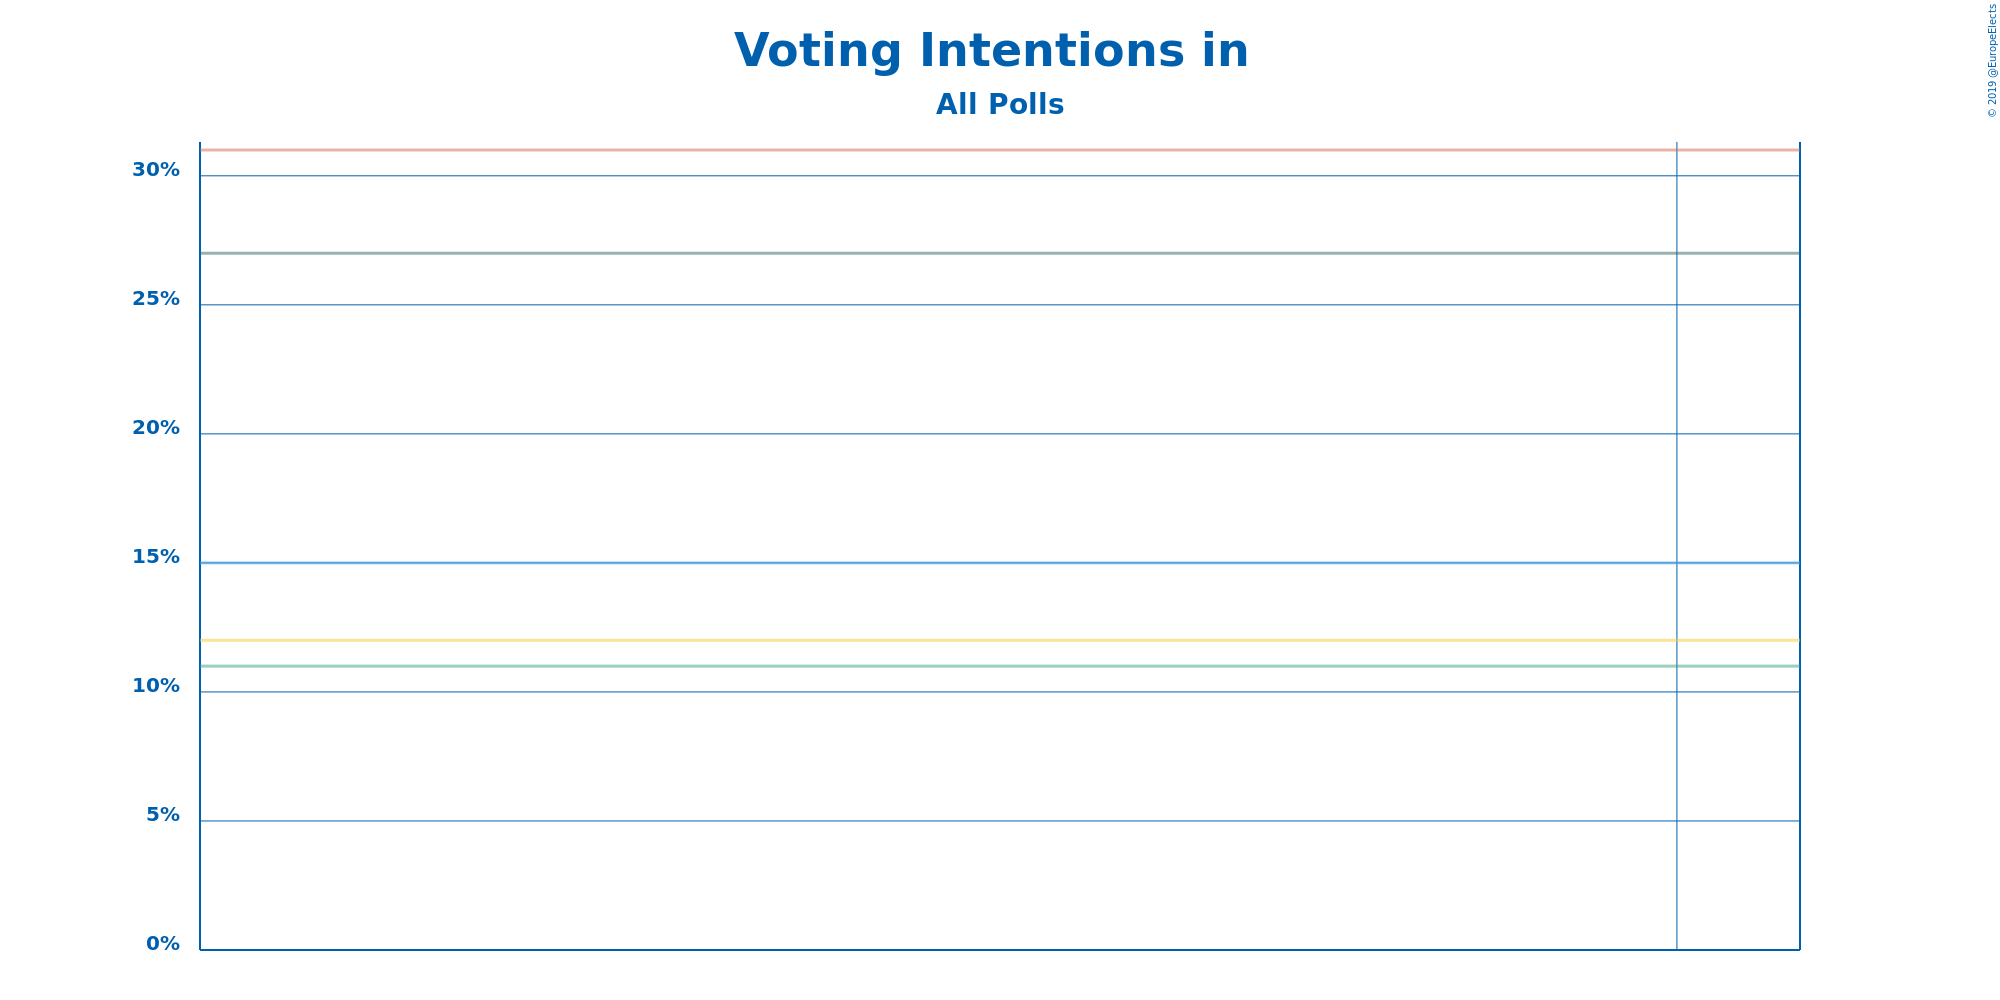 Voting Intentions in
All Polls
© 2019 @EuropeElects
30%
25%
20%
15%
10%
5%
0%